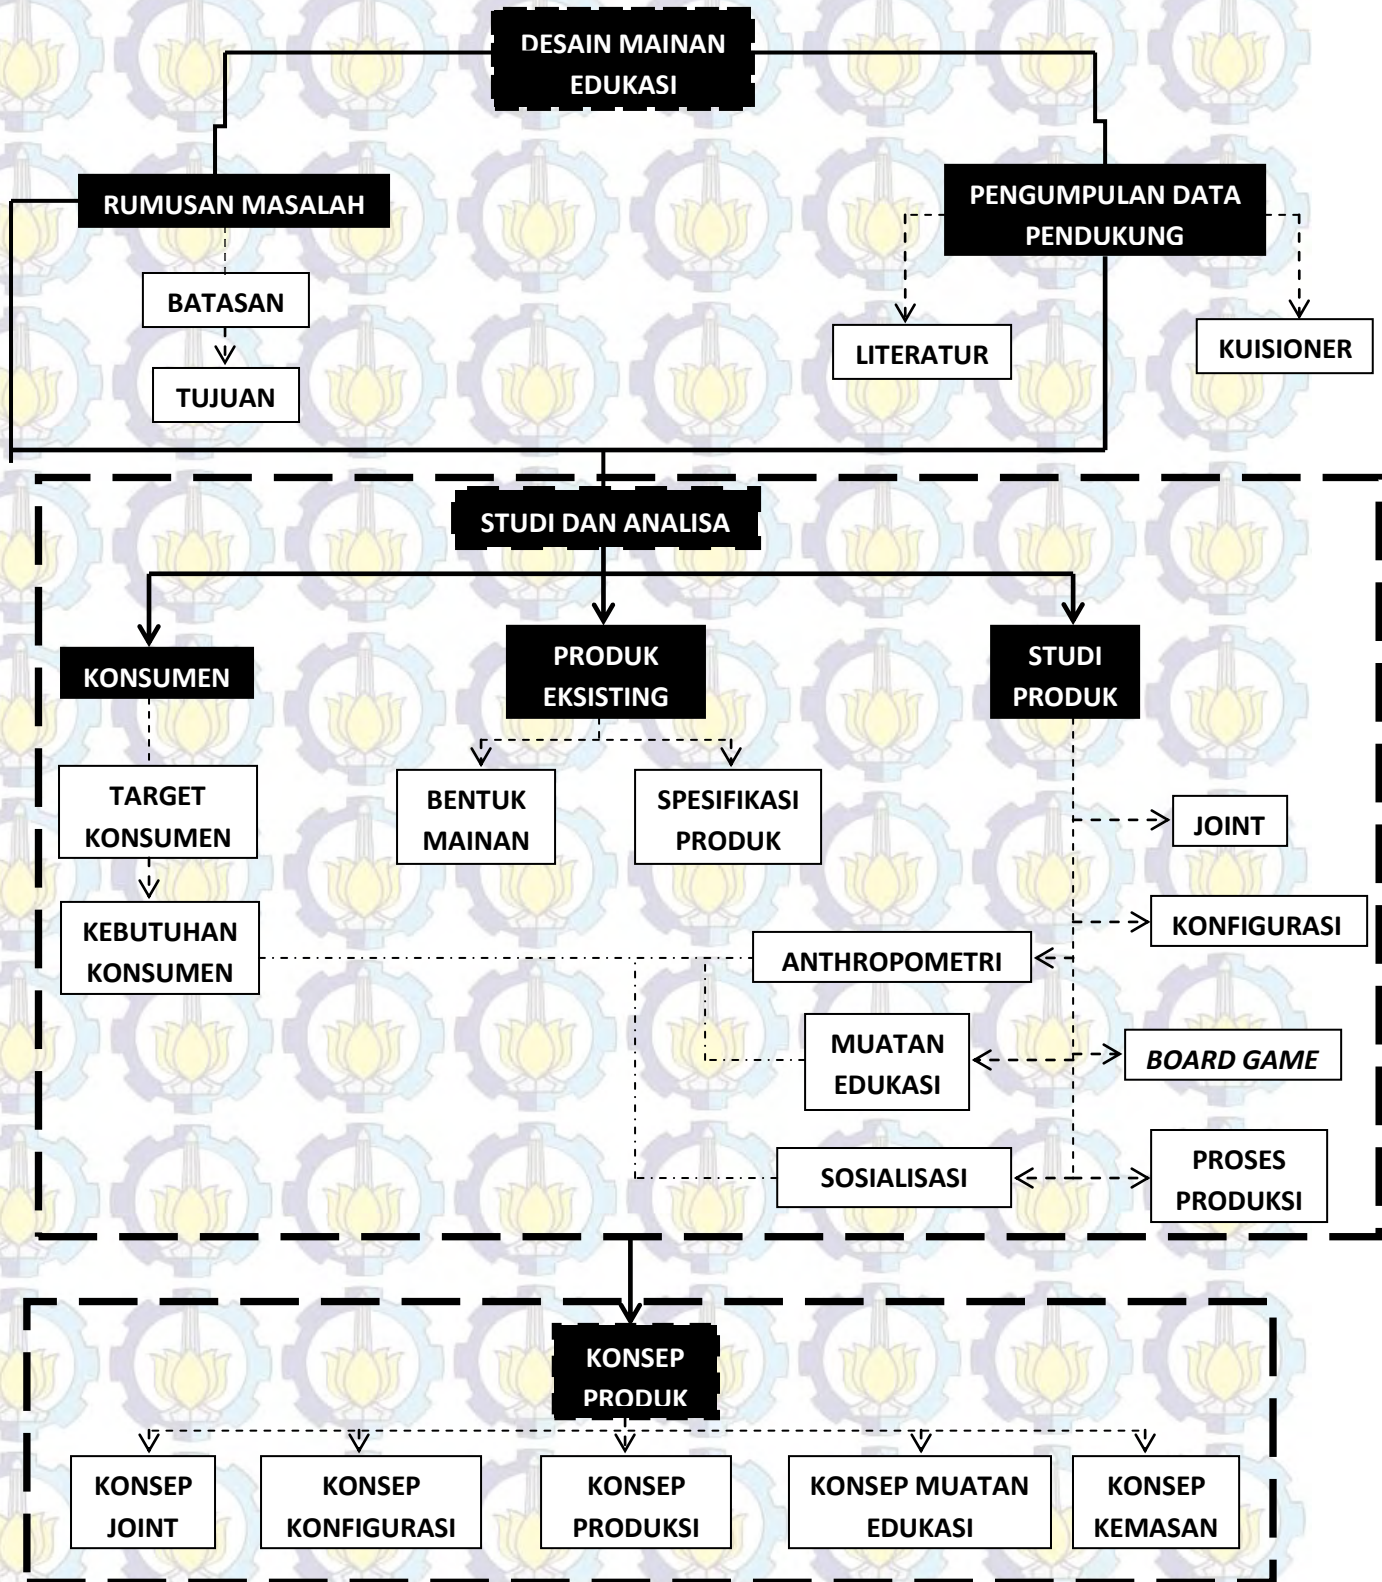 DESAIN MAINAN
EDUKASI
RUMUSAN MASALAH
PENGUMPULAN DATA
PENDUKUNG
BATASAN
TUJUAN
LITERATUR
KUISIONER
STUDI DAN ANALISA
KONSUMEN
PRODUK
EKSISTING
STUDI
PRODUK
TARGET
KONSUMEN
BENTUK
MAINAN
SPESIFIKASI
PRODUK
JOINT
KEBUTUHAN
KONSUMEN
KONFIGURASI
ANTHROPOMETRI
MUATAN
EDUKASI
BOARD GAME
SOSIALISASI
PROSES
PRODUKSI
KONSEP
PRODUK
KONSEP
JOINT
KONSEP
KONFIGURASI
KONSEP
PRODUKSI
KONSEP MUATAN
EDUKASI
KONSEP
KEMASAN